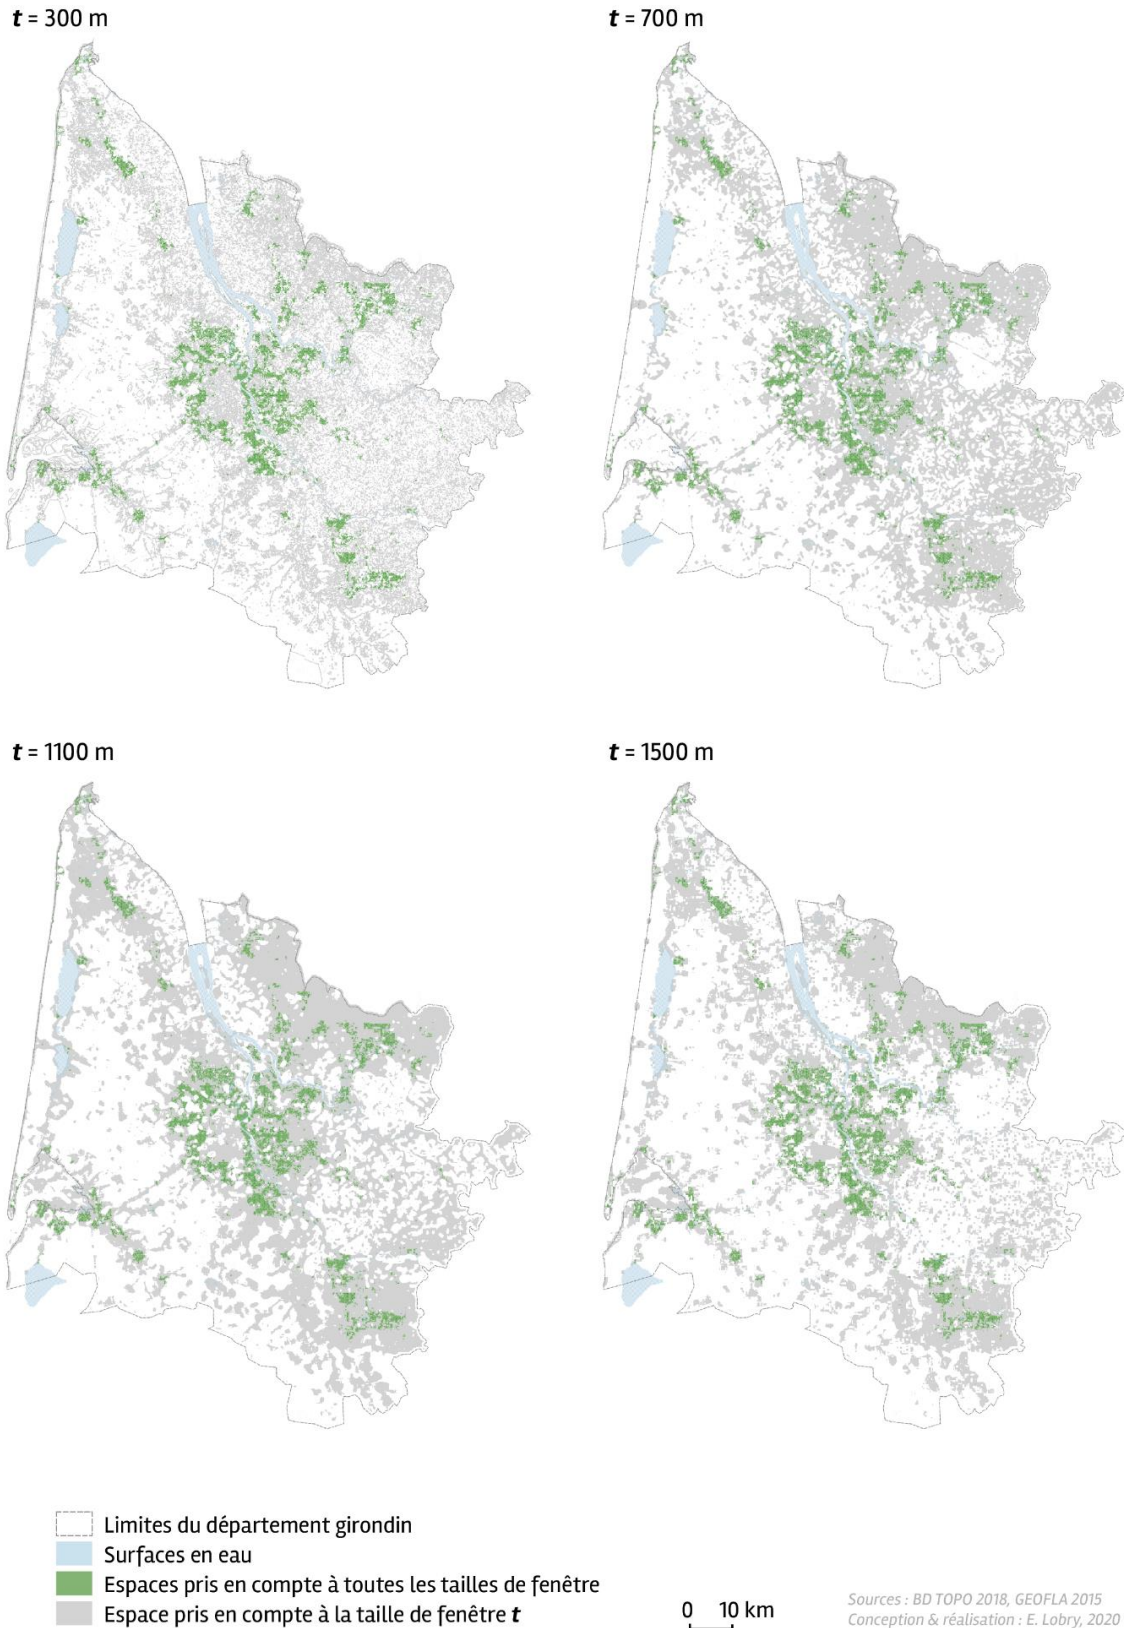 t = 300 m
t = 700 m
t = 1100 m
t = 1500 m
Limites du département girondin
Surfaces en eau
Espaces pris en compte à toutes les tailles de fenêtre
Espace pris en compte à la taille de fenêtre t
0 10 km
Sources : BD TOPO 2018, GEOFLA 2015
Conception & réalisation : E. Lobry, 2020